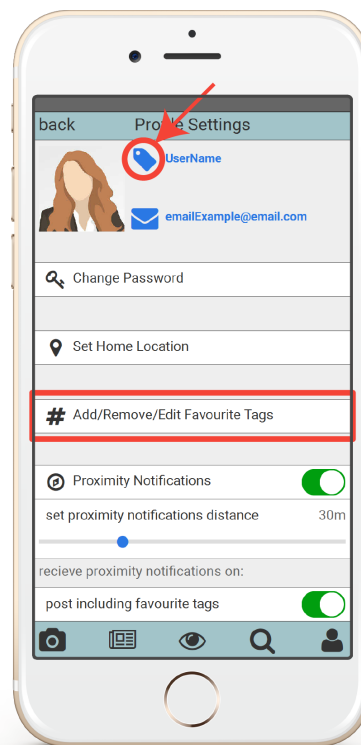 back Profile Settings
UserName
emailExample@email.com
Change Password
Set Home Location
# Add/Remove/Edit Favourite Tags
Proximity Notifications
set proximity notifications distance 30m
recieve proximity notifications on:
post including favourite tags